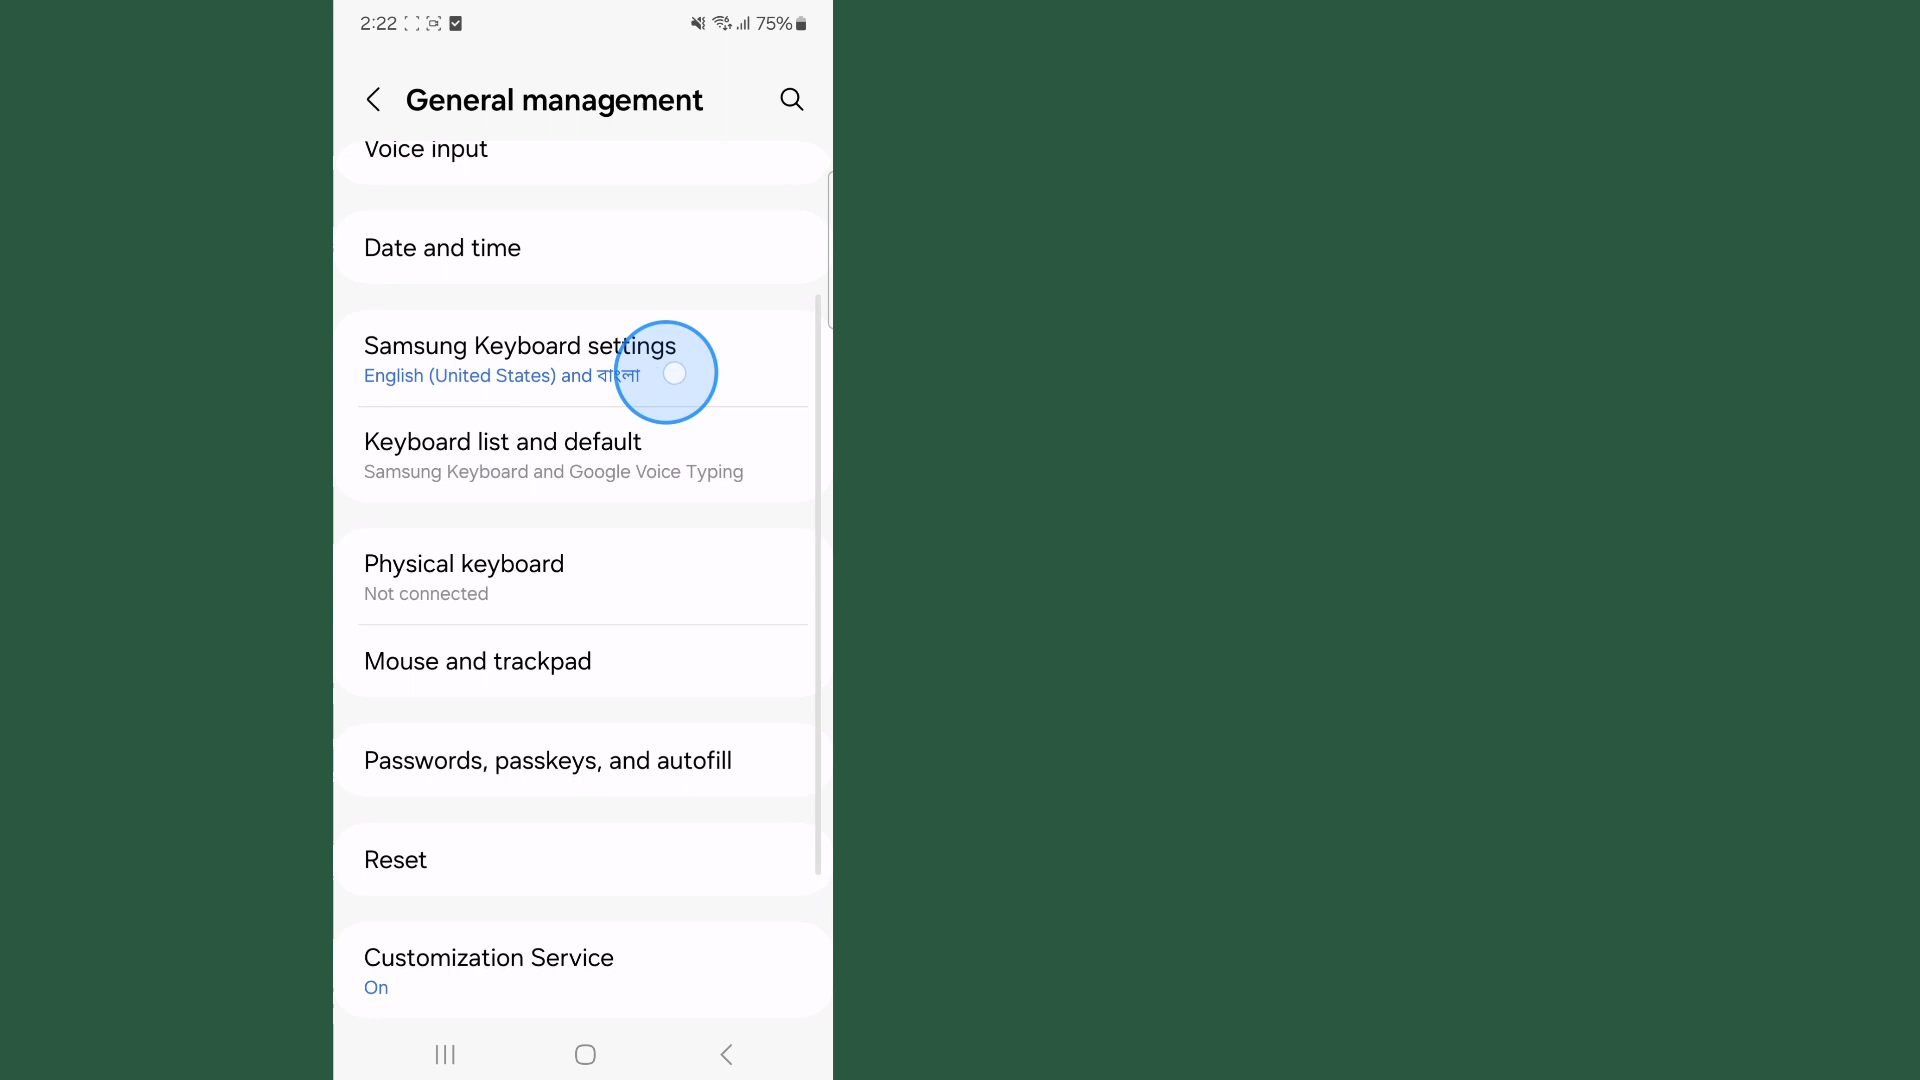 2:22 75%
General management
Voice input
Date and time
Samsung Keyboard settings
English (United States) and বাংলা
Keyboard list and default
Samsung Keyboard and Google Voice Typing
Physical keyboard
Not connected
Mouse and trackpad
Passwords, passkeys, and autofill
Reset
Customization Service
On